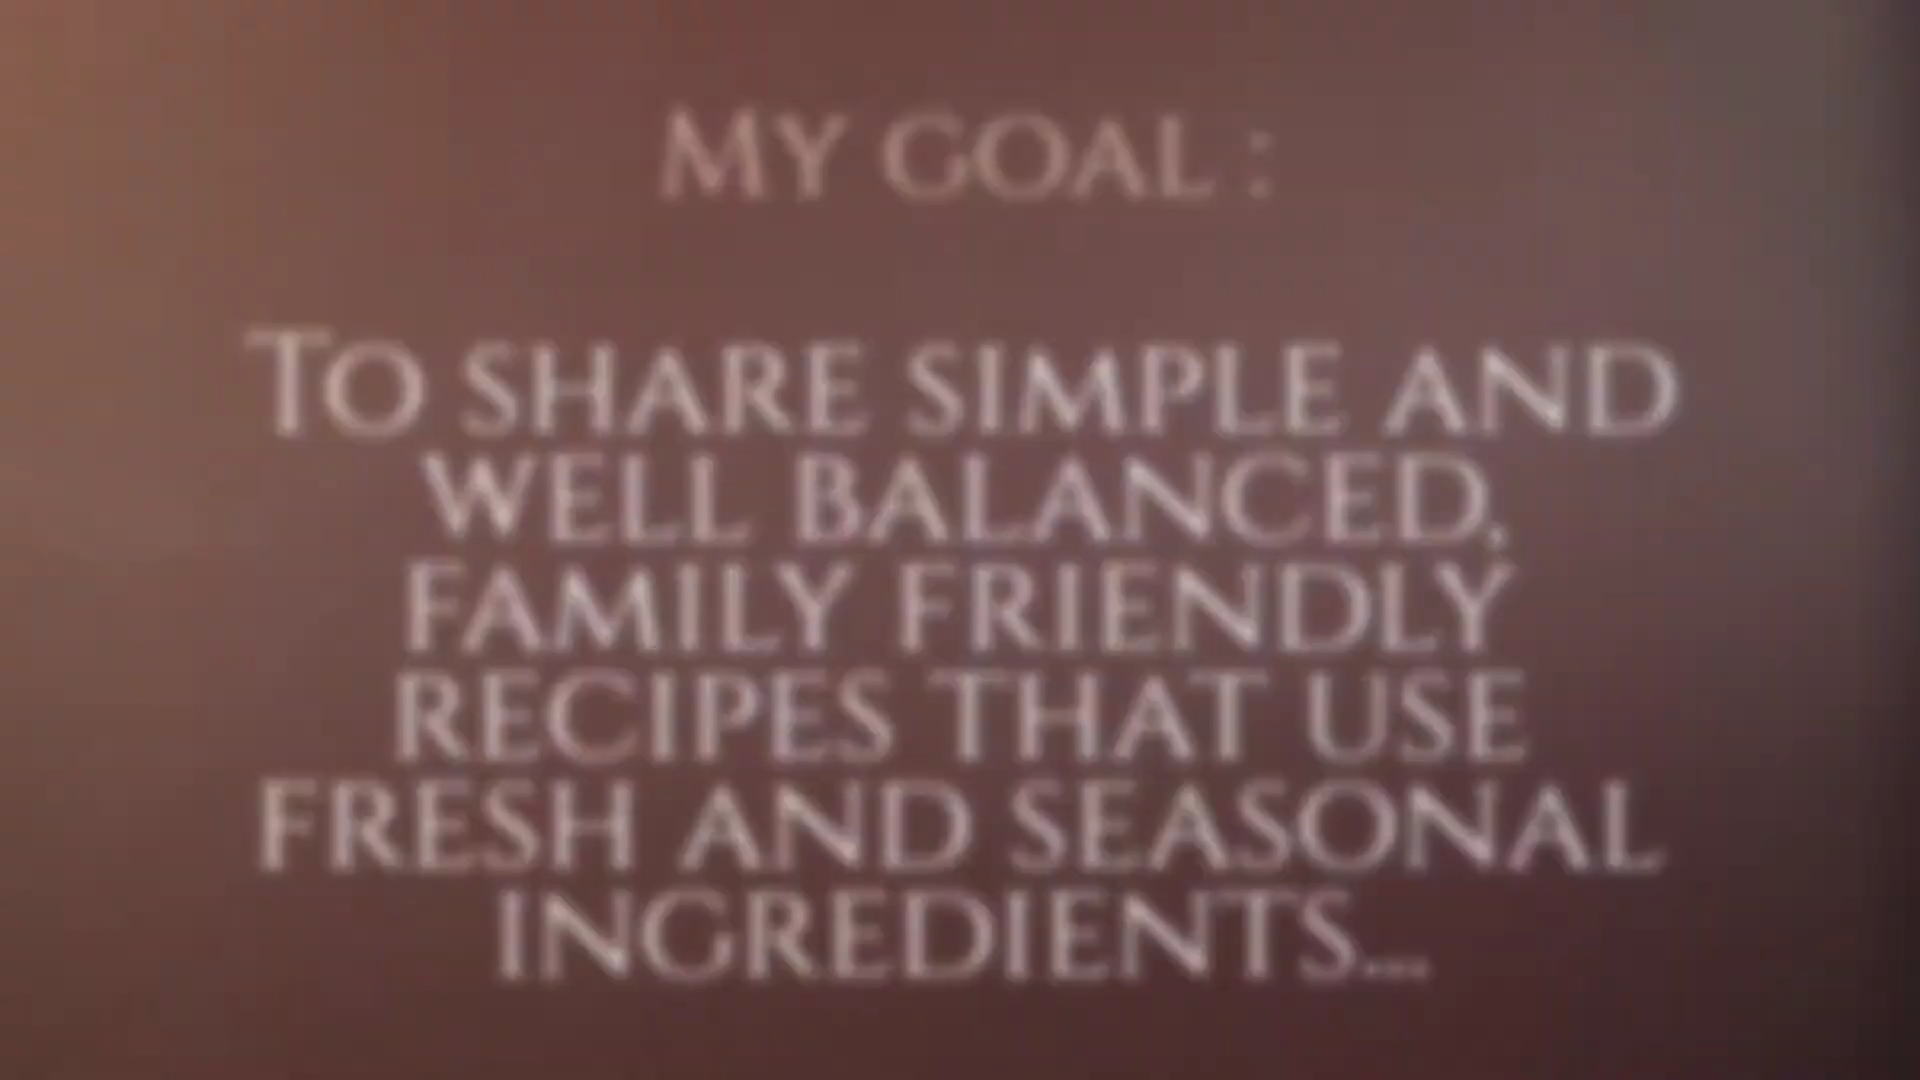 MY GOAL :
TO SHARE SIMPLE AND
WELL BALANCED,
FAMILY FRIENDLY
RECIPES THAT USE
FRESH AND SEASONAL
INGREDIENTS...